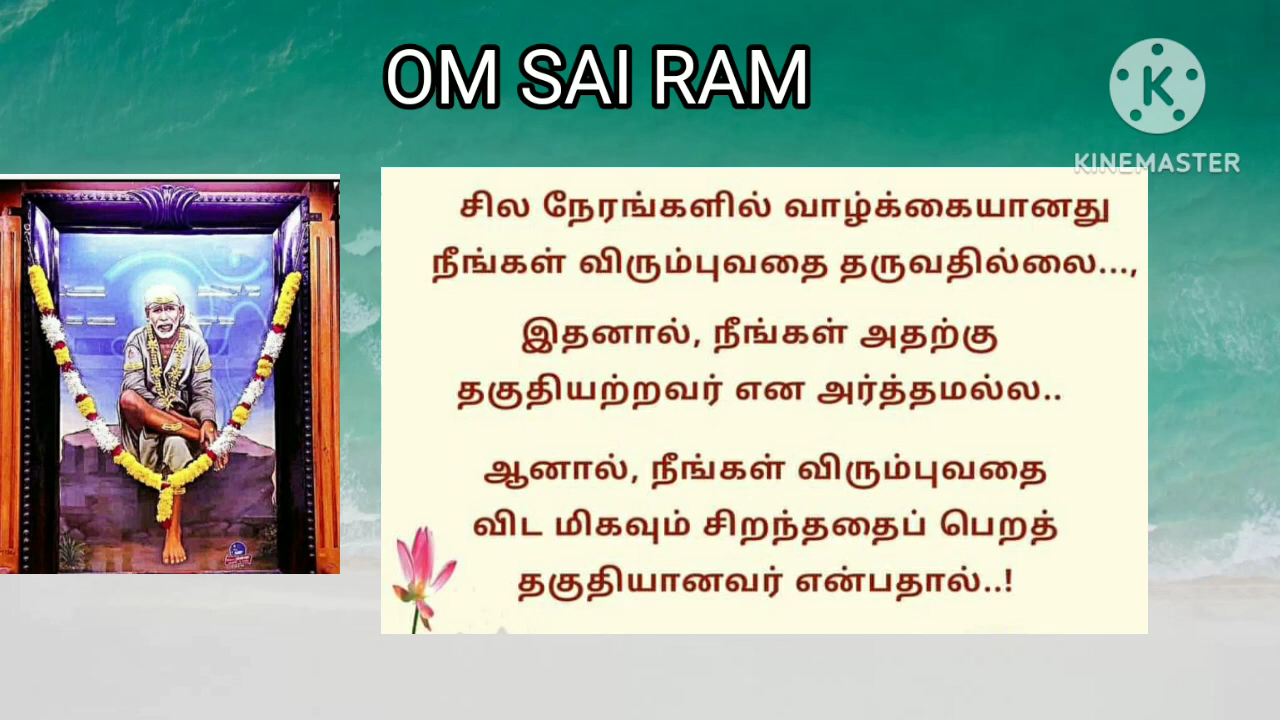 OM SAI RAM
KINEMASTER
சில நேரங்களில் வாழ்க்கையானது
நீங்கள் விரும்புவதை தருவதில்லை...,
இதனால், நீங்கள் அதற்கு
தகுதியற்றவர் என அர்த்தமல்ல..
ஆனால், நீங்கள் விரும்புவதை
விட மிகவும் சிறந்ததைப் பெறத்
தகுதியானவர் என்பதால்..!